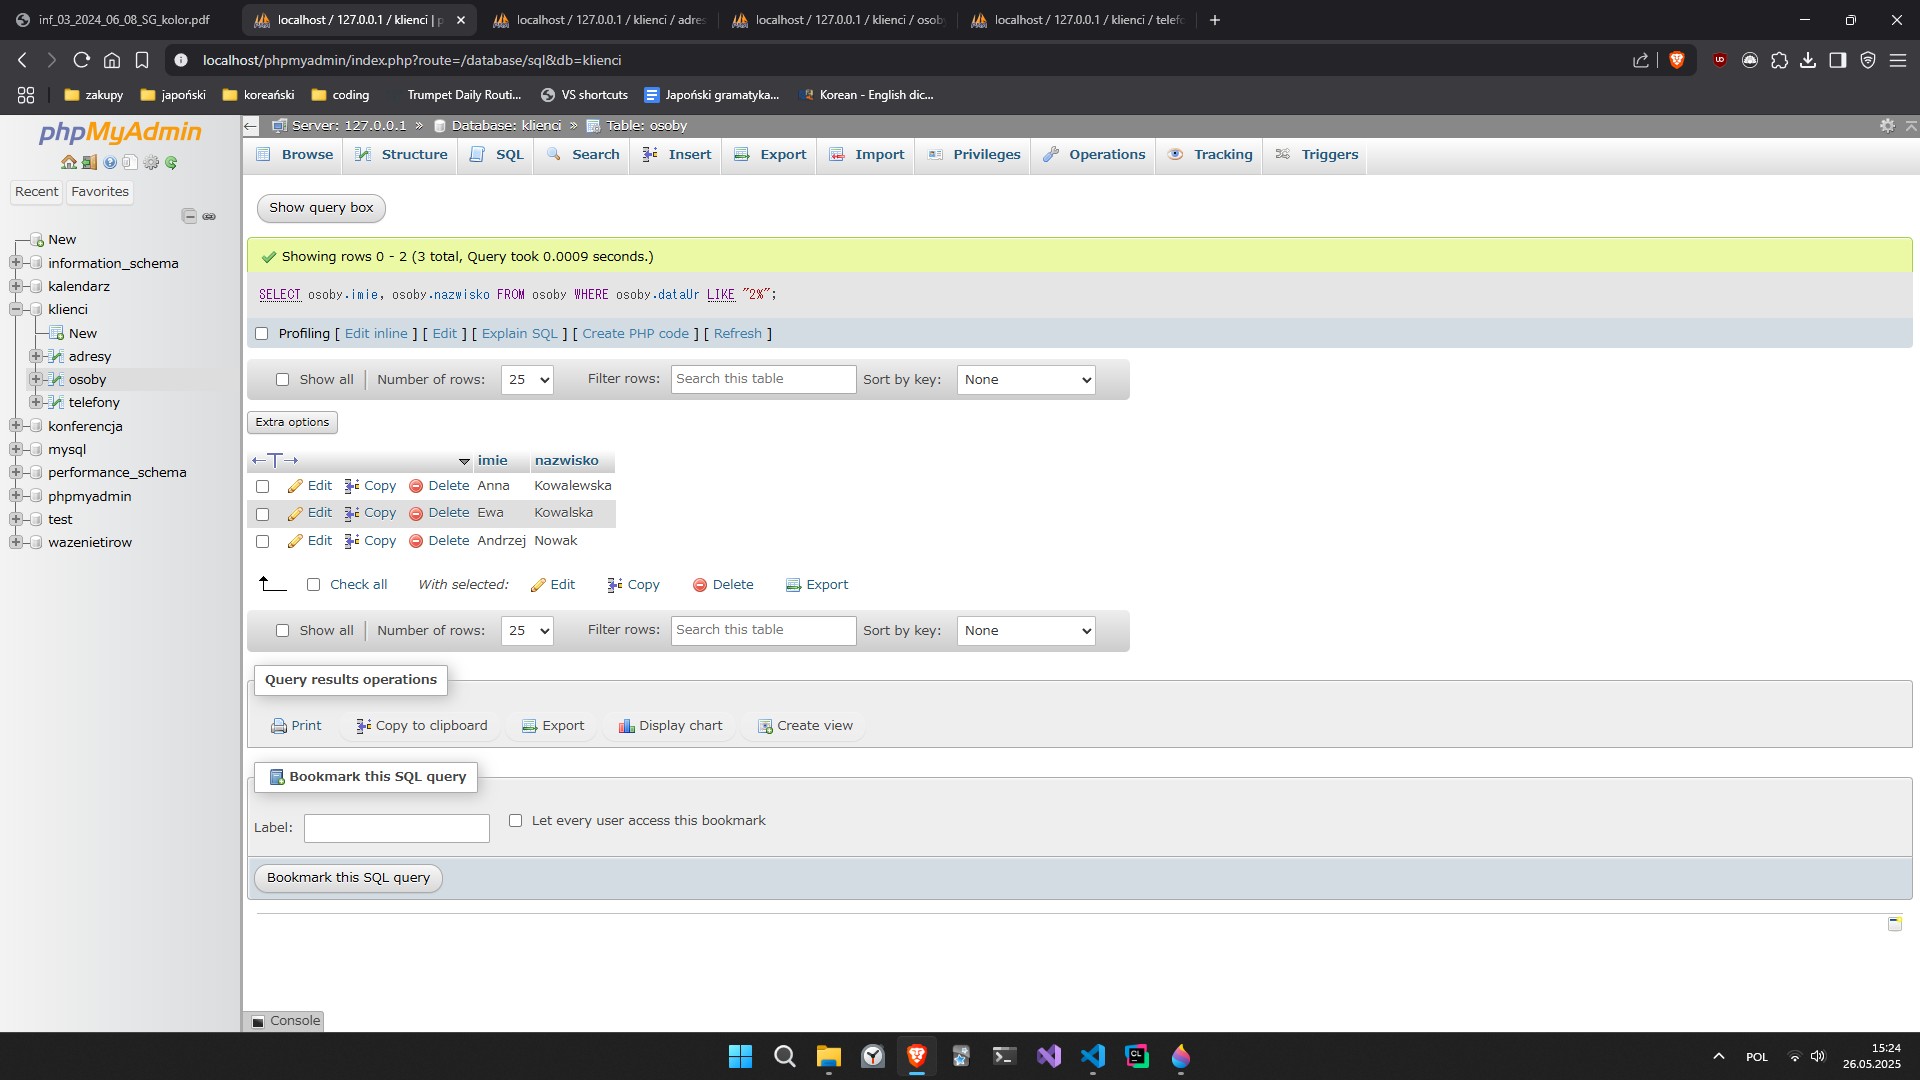 inf_03_2024_06_08_SG_kolor.pdf
localhost / 127.0.0.1 / klienci | p
localhost / 127.0.0.1 / klienci / adres
localhost / 127.0.0.1 / klienci / osob
localhost / 127.0.0.1 / klienci / telef
localhost/phpmyadmin/index.php?route=/database/sql&db=klienci
zakupy
japoński
koreański
coding
Trumpet Daily Routi...
VS shortcuts
Japoński gramatyka...
Korean - English dic...
phpMyAdmin
Recent
Favorites
New
information_schema
kalendarz
klienci
New
adresy
osoby
telefony
konferencja
mysql
performance_schema
phpmyadmin
test
wazenietirow
Server: 127.0.0.1 » Database: klienci » Table: osoby
Browse
Structure
SQL
Search
Insert
Export
Import
Privileges
Operations
Tracking
Triggers
Show query box
Showing rows 0 - 2 (3 total, Query took 0.0009 seconds.)
SELECT osoby.imie, osoby.nazwisko FROM osoby WHERE osoby.dataUr LIKE "2%";
Profiling [ Edit inline ] [ Edit ] [ Explain SQL ] [ Create PHP code ] [ Refresh ]
Show all | Number of rows: 25 Filter rows: Search this table Sort by key: None
Extra options
←T→ imie nazwisko
Edit Copy Delete Anna Kowalewska
Edit Copy Delete Ewa Kowalska
Edit Copy Delete Andrzej Nowak
Check all With selected: Edit Copy Delete Export
Show all | Number of rows: 25 Filter rows: Search this table Sort by key: None
Query results operations
Print Copy to clipboard Export Display chart Create view
Bookmark this SQL query
Label: Let every user access this bookmark
Bookmark this SQL query
Console
POL
15:24
26.05.2025